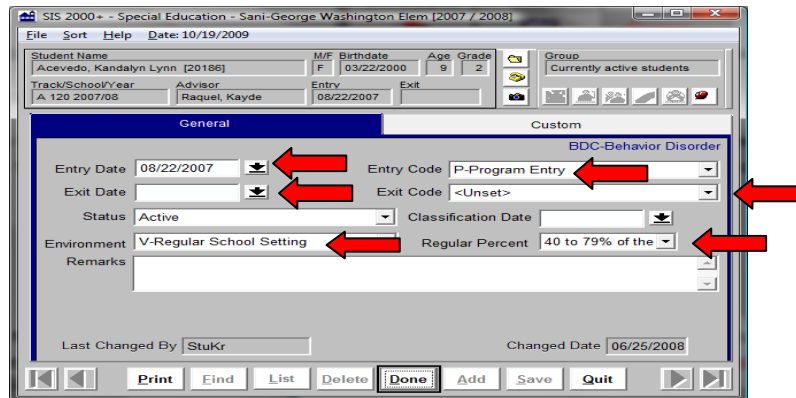 SIS 2000+ - Special Education - Sani-George Washington Elem [2007 / 2008]
File Sort Help Date: 10/19/2009
Student Name M/F Birthdate Age Grade Group
Acevedo, Kandalyn Lynn [20186] F 03/22/2000 9 2 Currently active students
Track/School/Year Advisor Entry Exit
A 120 2007/08 Raquel, Kayde 08/22/2007
General Custom
BDC-Behavior Disorder
Entry Date 08/22/2007 Entry Code P-Program Entry
Exit Date Exit Code <Unset>
Status Active Classification Date
Environment V-Regular School Setting Regular Percent 40 to 79% of the
Remarks
Last Changed By StuKr Changed Date 06/25/2008
Print Find List Delete Done Add Save Quit